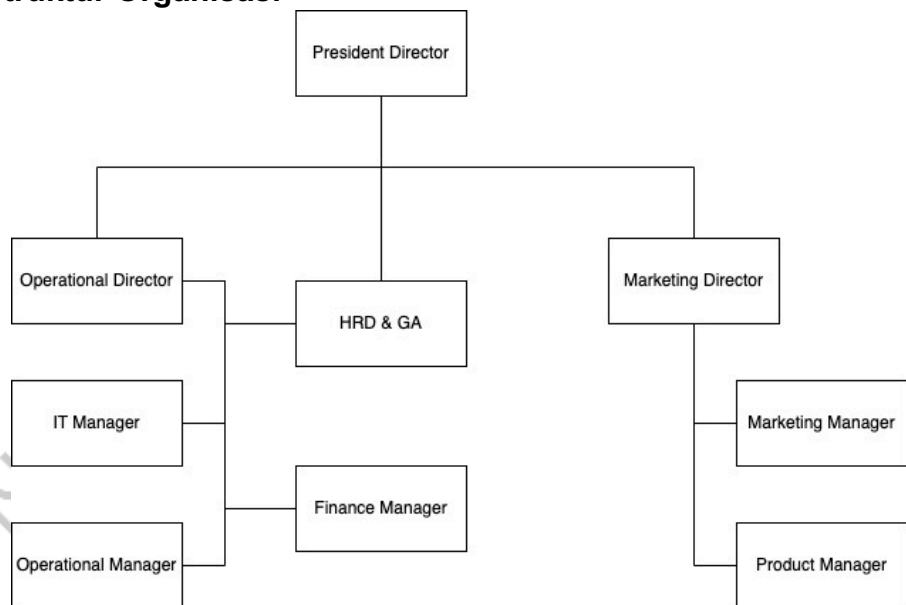 President Director
Operational Director
Marketing Director
HRD & GA
IT Manager
Marketing Manager
Finance Manager
Operational Manager
Product Manager